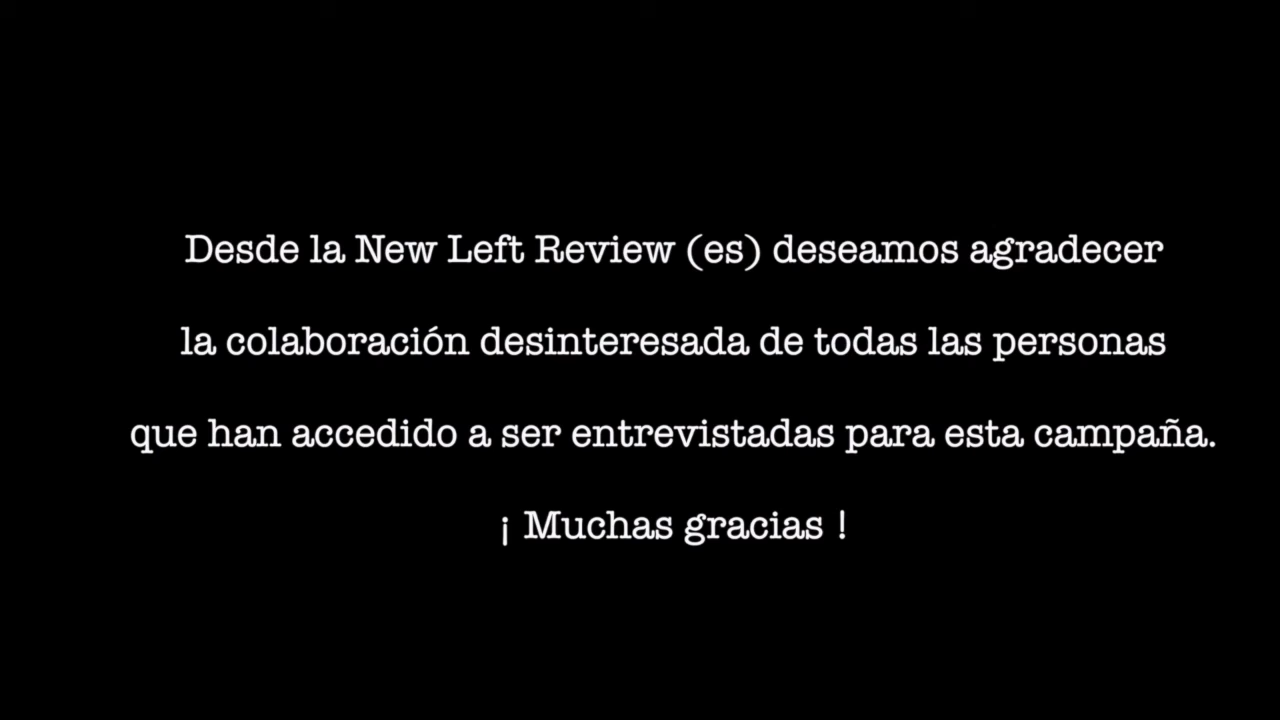 Desde la New Left Review (es) deseamos agradecer
la colaboración desinteresada de todas las personas
que han accedido a ser entrevistadas para esta campaña.
¡ Muchas gracias !